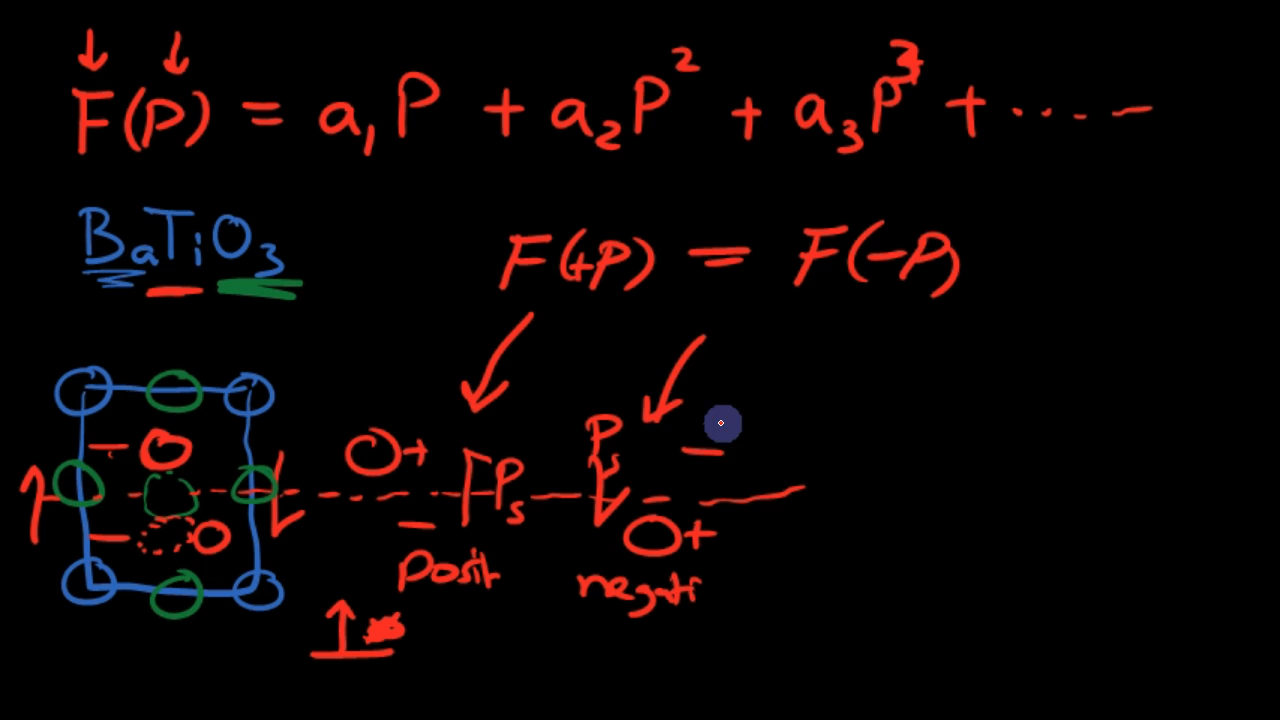 F(P) = a₁P + a₂P² + a₃P³ + ....
BaTiO₃
F(+P) = F(-P)
O+ Pₛ Pₛ
O+
Posit negati